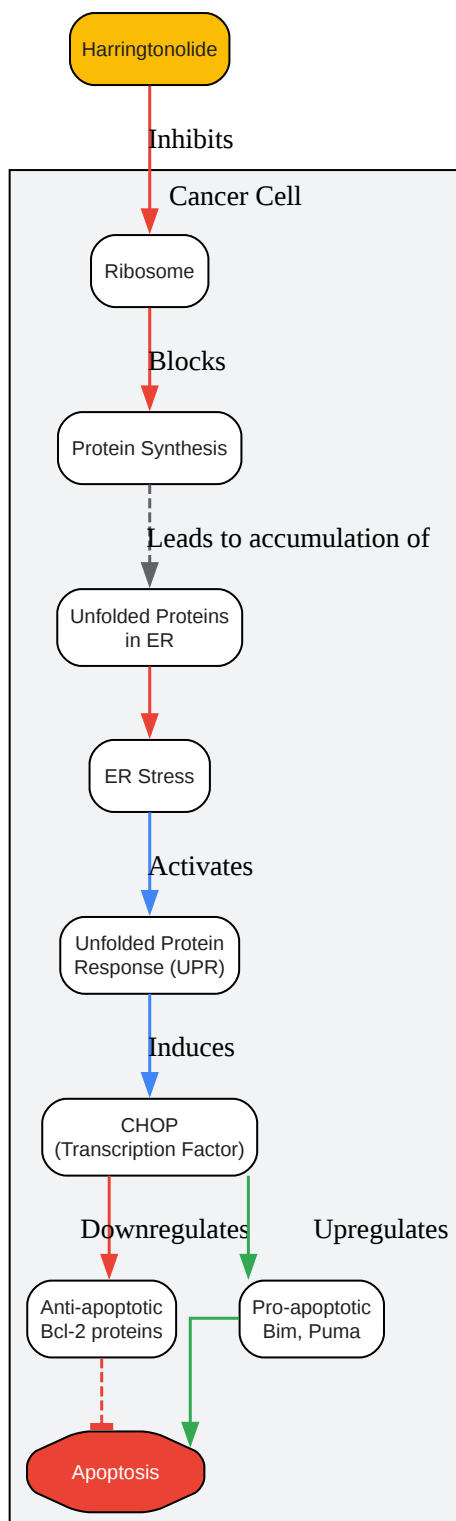 Harringtonolide
Inhibits
Cancer Cell
Ribosome
Blocks
Protein Synthesis
Leads to accumulation of
Unfolded Proteins
in ER
ER Stress
Activates
Unfolded Protein
Response (UPR)
Induces
CHOP
(Transcription Factor)
Downregulates
Upregulates
Anti-apoptotic
Bcl-2 proteins
Pro-apoptotic
Bim, Puma
Apoptosis